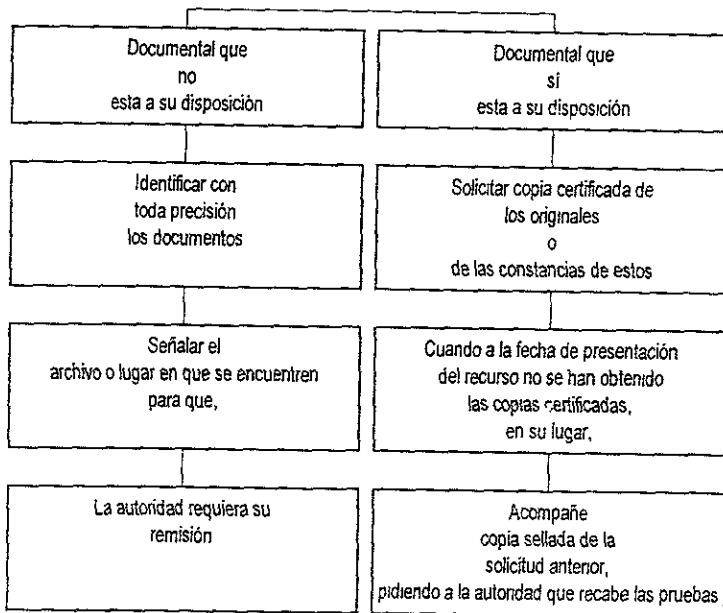 Documental que
no
esta a su disposición
Identificar con
toda precisión
los documentos
Señalar el
archivo o lugar en que se encuentren
para que,
La autoridad requiera su
remisión
Documental que
sí
esta a su disposición
Solicitar copia certificada de
los originales
o
de las constancias de estos
Cuando a la fecha de presentación
del recurso no se han obtenido
las copias certificadas,
en su lugar,
Acompañe
copia sellada de la
solicitud anterior,
pidiendo a la autoridad que recabe las pruebas